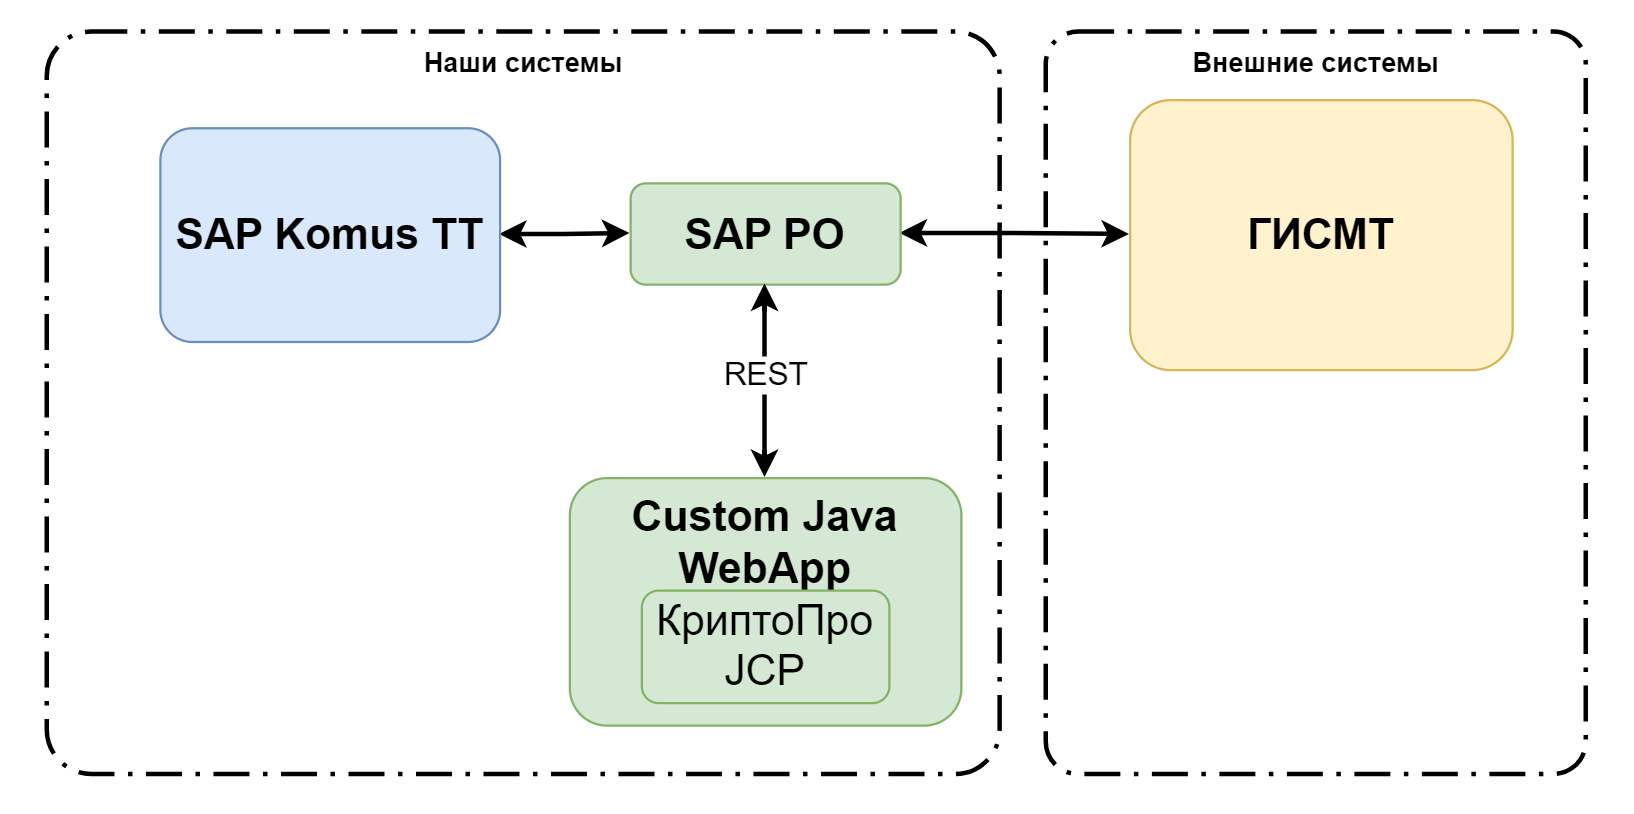 Наши системы
Внешние системы
SAP Komus TT
SAP PO
ГИСМТ
REST
Custom Java
WebApp
КриптоПро
JCP